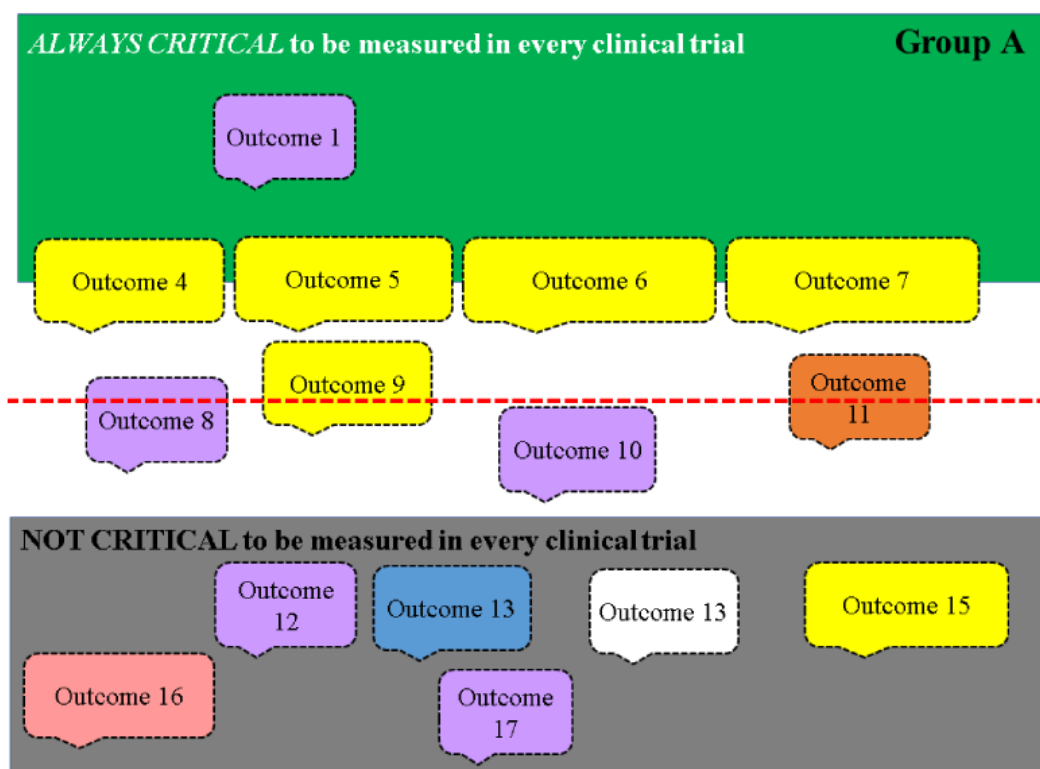 ALWAYS CRITICAL to be measured in every clinical trial
Group A
Outcome 1
Outcome 4
Outcome 5
Outcome 6
Outcome 7
Outcome 9
Outcome
11
Outcome 8
Outcome 10
NOT CRITICAL to be measured in every clinical trial
Outcome
12
Outcome 13
Outcome 13
Outcome 15
Outcome 16
Outcome
17